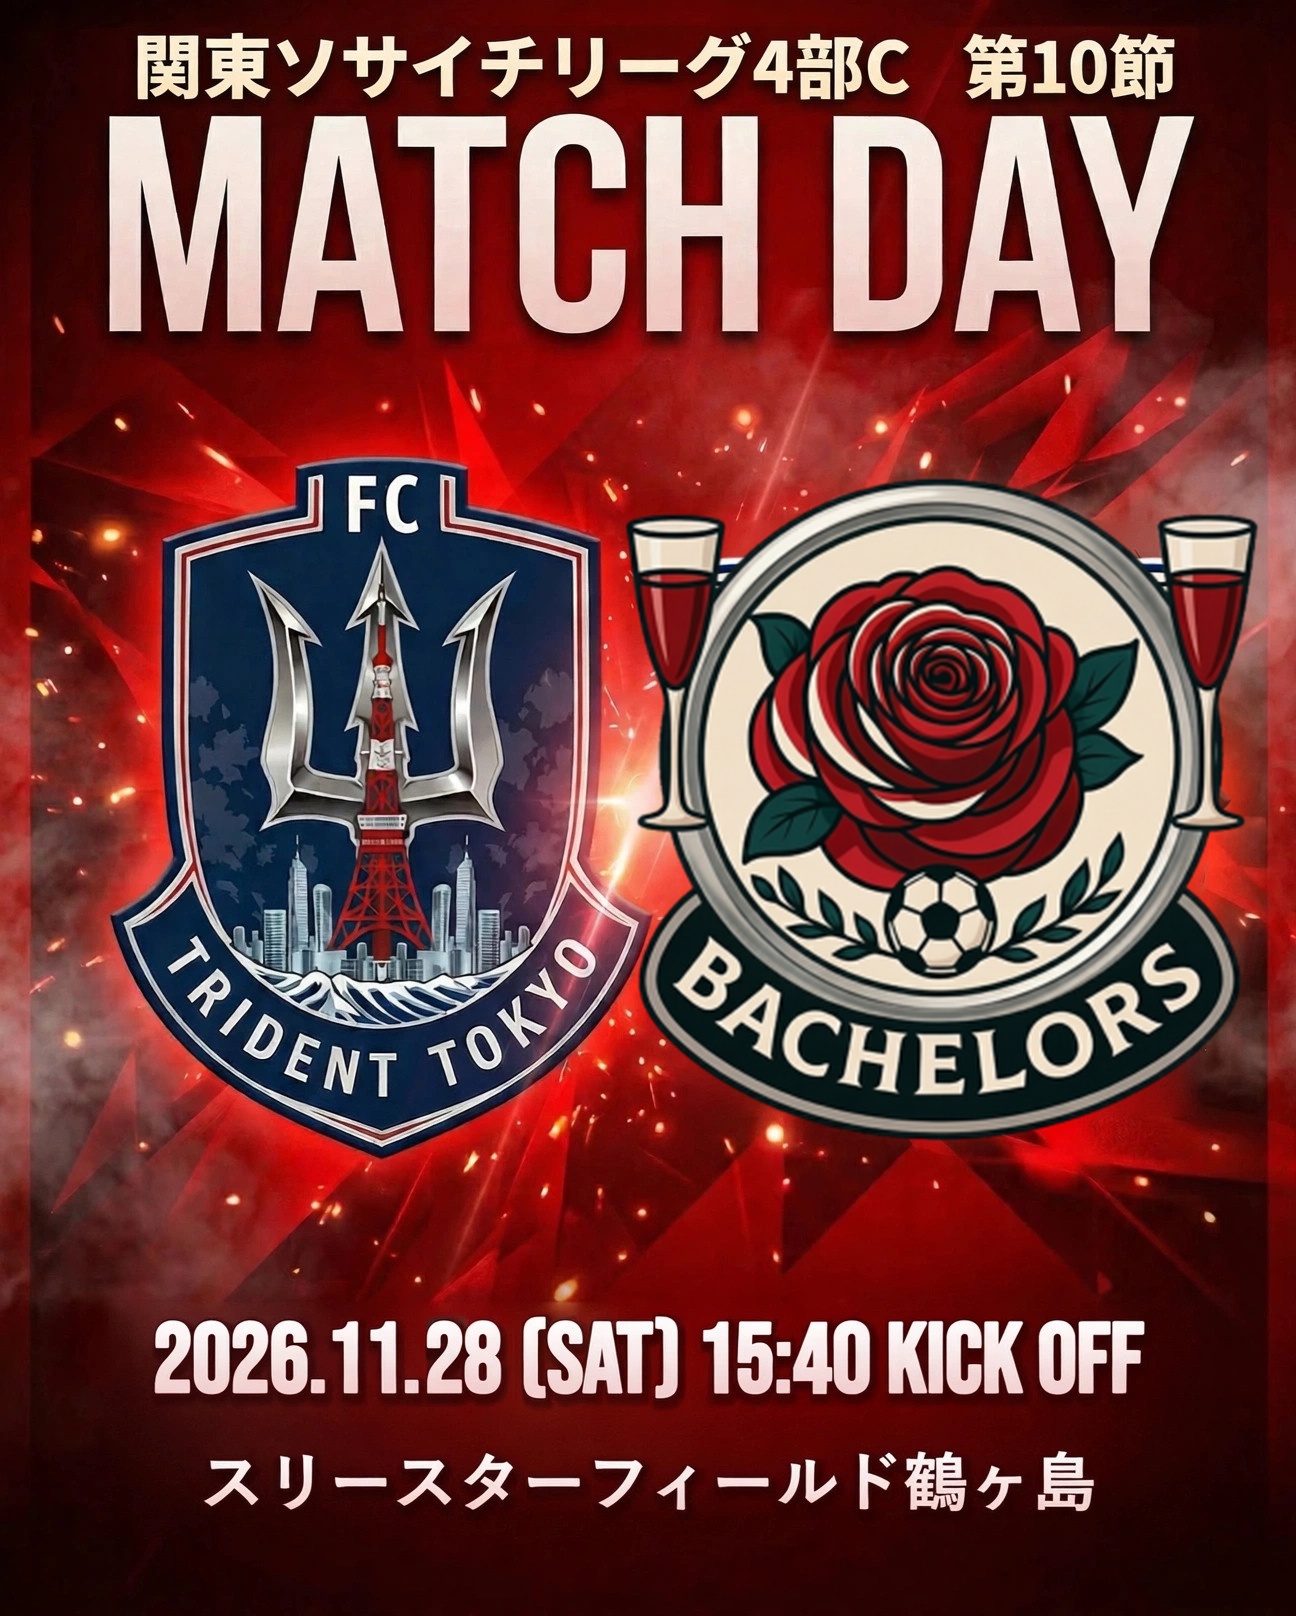 関東ソサイチリーグ4部C 第10節
MATCH DAY
FC
TRIDENT TOKYO
BACHELORS
2026.11.28 (SAT) 15:40 KICK OFF
スリースターフィールド鶴ヶ島